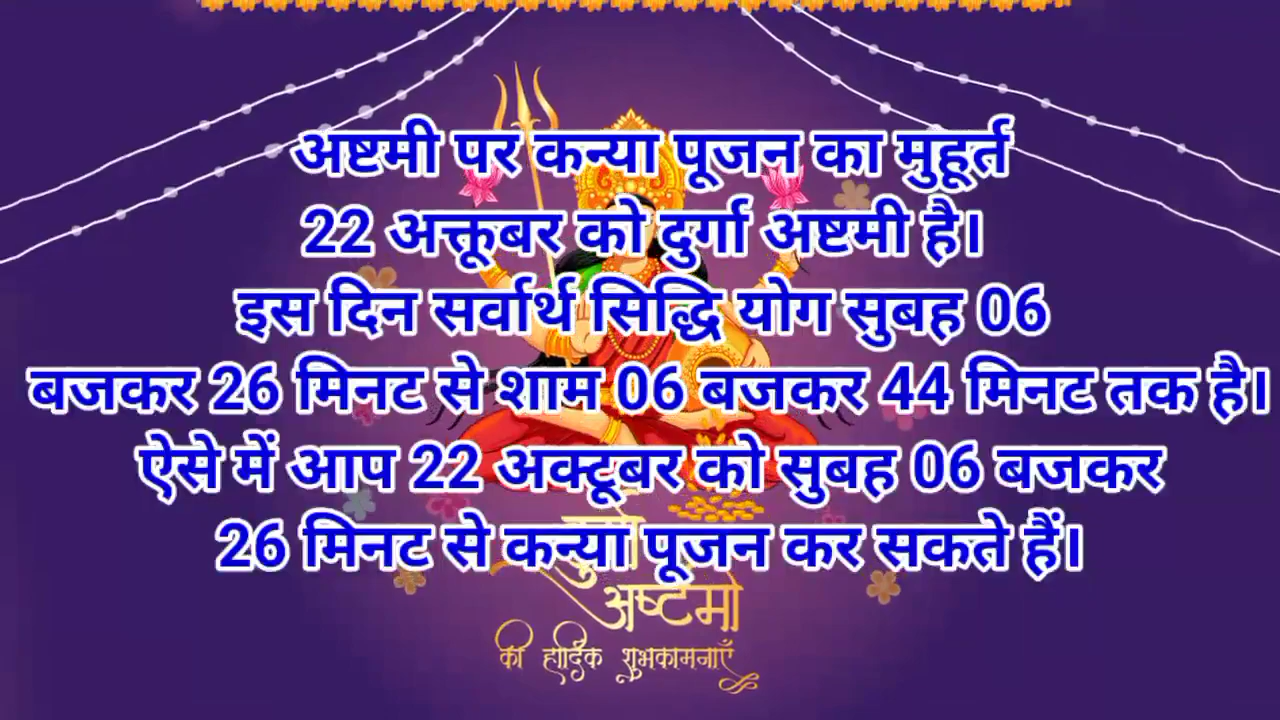 अष्टमी पर कन्या पूजन का मुहूर्त
22 अक्तूबर को दुर्गा अष्टमी है।
इस दिन सर्वार्थ सिद्धि योग सुबह 06
बजकर 26 मिनट से शाम 06 बजकर 44 मिनट तक है।
ऐसे में आप 22 अक्टूबर को सुबह 06 बजकर
26 मिनट से कन्या पूजन कर सकते हैं।
अष्टमी
की हार्दिक शुभकामनाएँ